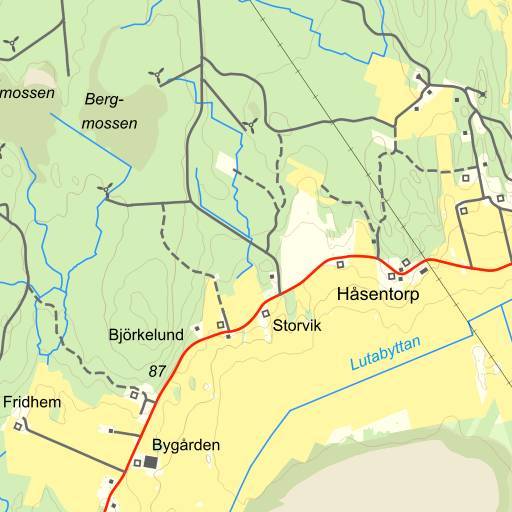 mossen
Berg-
mossen
Håsentorp
Storvik
Björkelund
Lutabyttan
87
Fridhem
Bygården